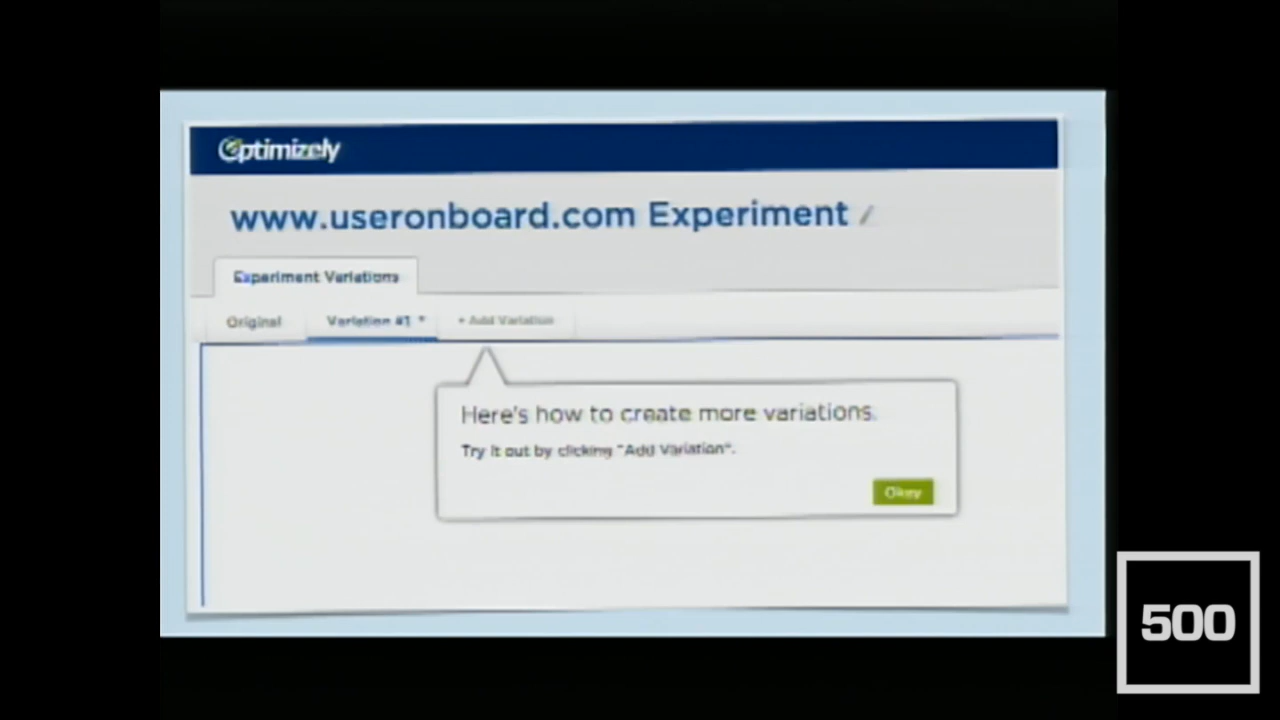 Optimizely
www.useronboard.com Experiment
Experiment Variations
Original
Variation #1 *
+ Add Variation
Here's how to create more variations.
Try it out by clicking "Add Variation".
Okay
500